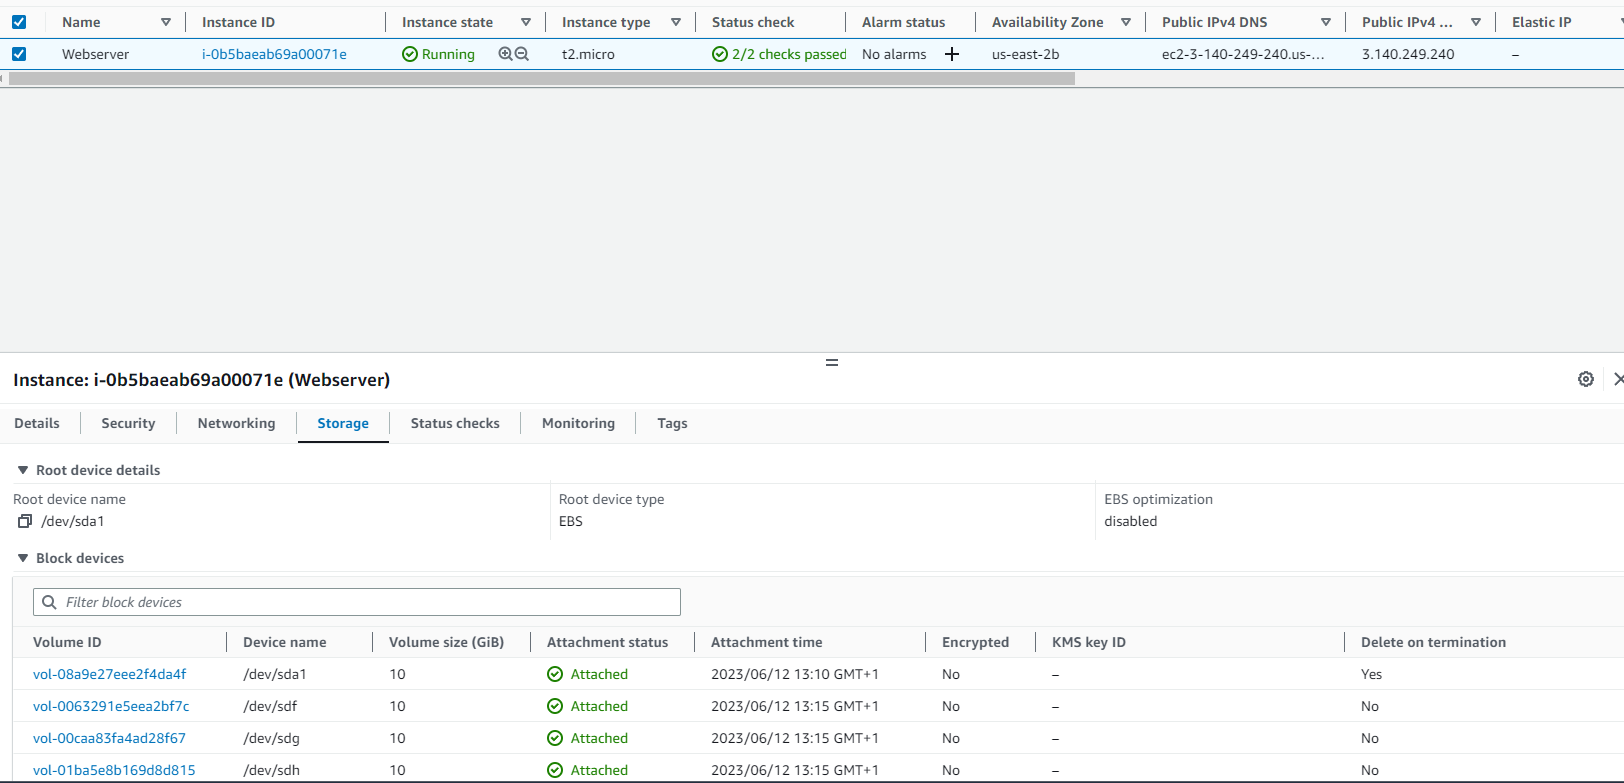 Name Instance ID Instance state Instance type Status check Alarm status Availability Zone Public IPv4 DNS Public IPv4 ... Elastic IP
Webserver i-0b5baeab69a00071e Running t2.micro 2/2 checks passed No alarms + us-east-2b ec2-3-140-249-240.us-... 3.140.249.240 –
Instance: i-0b5baeab69a00071e (Webserver)
Details Security Networking Storage Status checks Monitoring Tags
Root device details
Root device name Root device type EBS optimization
/dev/sda1 EBS disabled
Block devices
Filter block devices
Volume ID Device name Volume size (GiB) Attachment status Attachment time Encrypted KMS key ID Delete on termination
vol-08a9e27eee2f4da4f /dev/sda1 10 Attached 2023/06/12 13:10 GMT+1 No – Yes
vol-0063291e5eea2bf7c /dev/sdf 10 Attached 2023/06/12 13:15 GMT+1 No – No
vol-00caa83fa4ad28f67 /dev/sdg 10 Attached 2023/06/12 13:15 GMT+1 No – No
vol-01ba5e8b169d8d815 /dev/sdh 10 Attached 2023/06/12 13:15 GMT+1 No – No